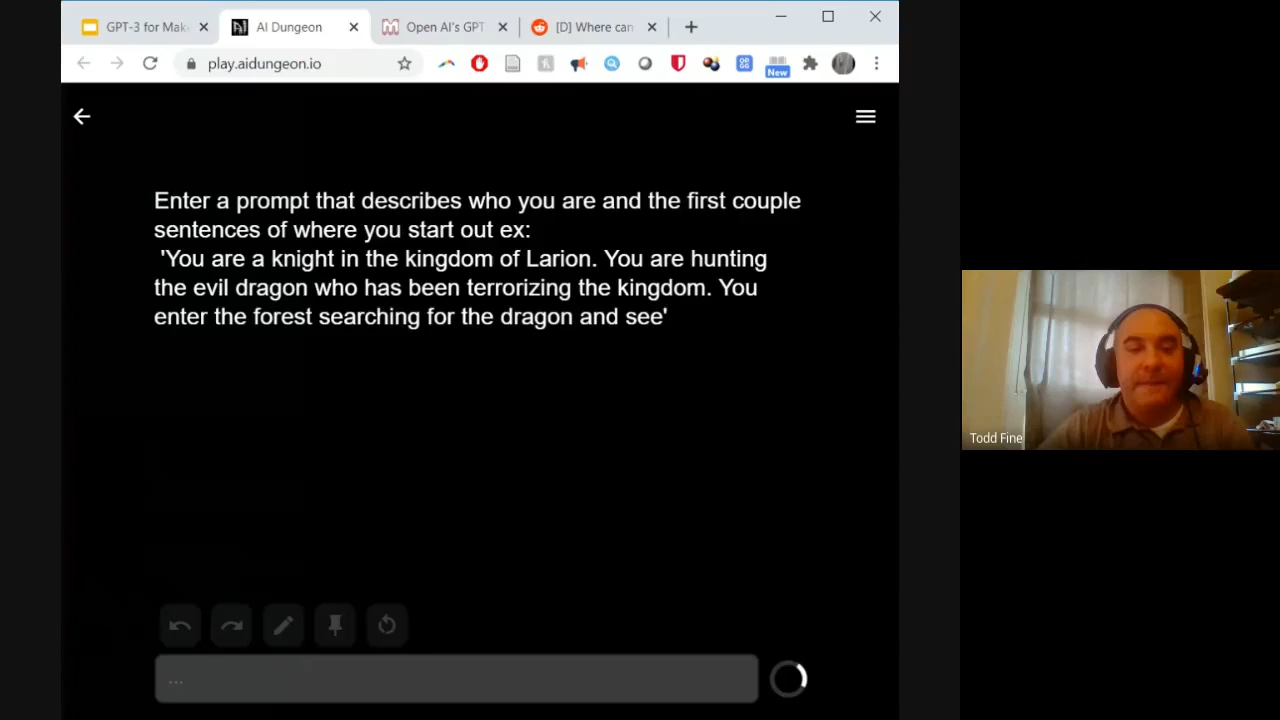 GPT-3 for Mak
AI Dungeon
Open AI's GPT
[D] Where can
play.aidungeon.io
New
Enter a prompt that describes who you are and the first couple
sentences of where you start out ex:
'You are a knight in the kingdom of Larion. You are hunting
the evil dragon who has been terrorizing the kingdom. You
enter the forest searching for the dragon and see'
...
Todd Fine